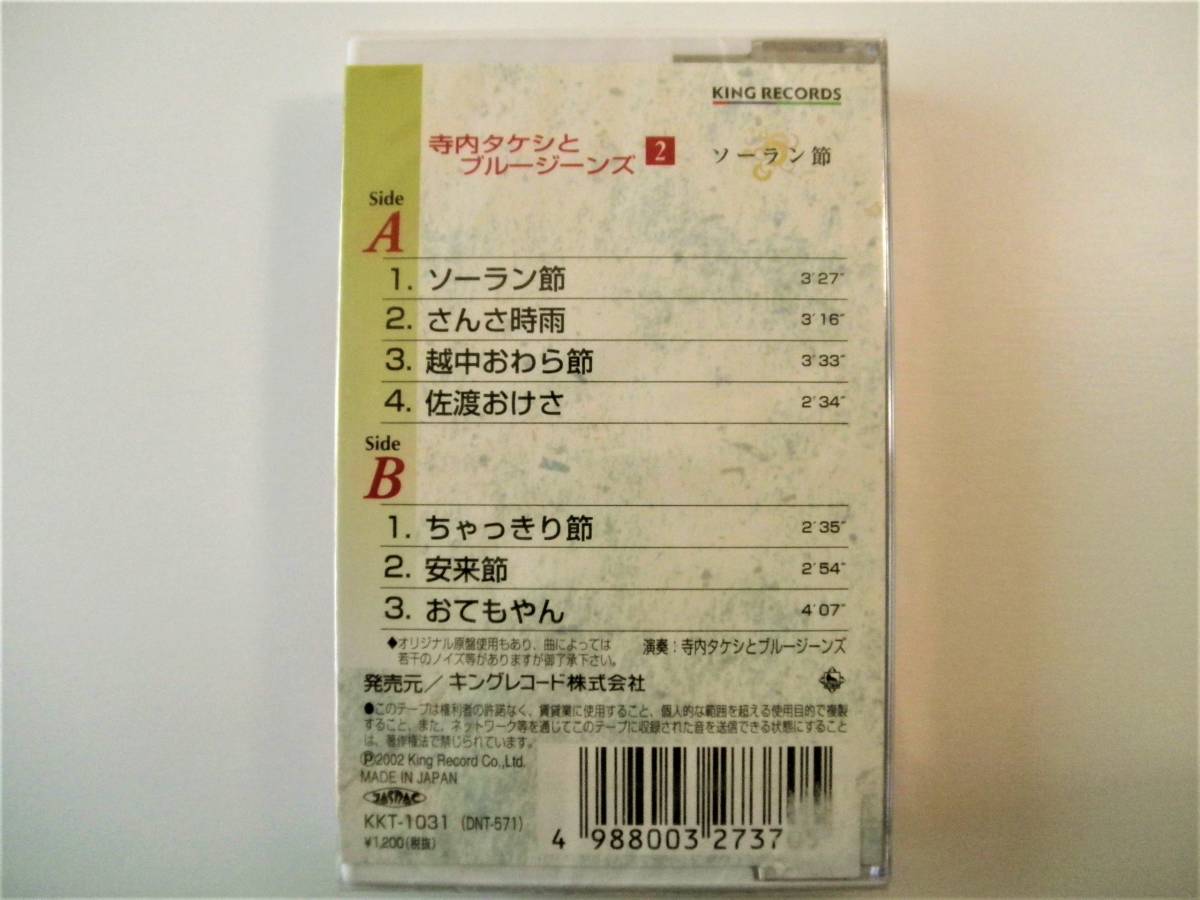 KING RECORDS
寺内タケシと
ブルージーンズ 2 ソーラン節
Side
A
1. ソーラン節 3'27"
2. さんさ時雨 3'16"
3. 越中おわら節 3'33"
4. 佐渡おけさ 2'34"
Side
B
1. ちゃっきり節 2'35"
2. 安来節 2'54"
3. おてもやん 4'07"
◆オリジナル原盤使用もあり、曲によっては
若干のノイズ等がありますが御了承下さい。
演奏：寺内タケシとブルージーンズ
発売元／キングレコード株式会社
●このテープは権利者の許諾なく、賃貸業に使用すること、個人的な範囲を超える使用目的で複製
すること、また、ネットワーク等を通してこのテープに収録された音を送信できる状態にすること
は、著作権法で禁じられています。
Ⓟ2002 King Record Co.,Ltd.
MADE IN JAPAN
JASRAC
KKT-1031 (DNT-571)
¥1,200(税抜)
4 988003 2737